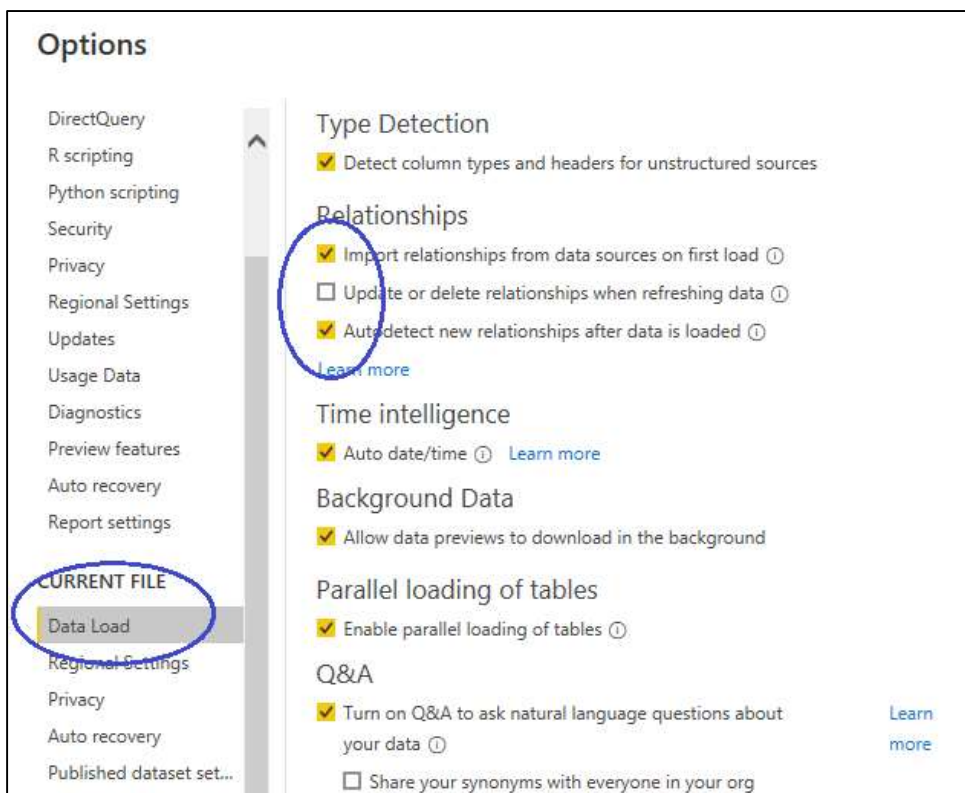 Options
DirectQuery
R scripting
Python scripting
Security
Privacy
Regional Settings
Updates
Usage Data
Diagnostics
Preview features
Auto recovery
Report settings
CURRENT FILE
Data Load
Regional Settings
Privacy
Auto recovery
Published dataset set...
Type Detection
Detect column types and headers for unstructured sources
Relationships
Import relationships from data sources on first load
Update or delete relationships when refreshing data
Autodetect new relationships after data is loaded
Learn more
Time intelligence
Auto date/time Learn more
Background Data
Allow data previews to download in the background
Parallel loading of tables
Enable parallel loading of tables
Q&A
Turn on Q&A to ask natural language questions about
your data
Learn
more
Share your synonyms with everyone in your org